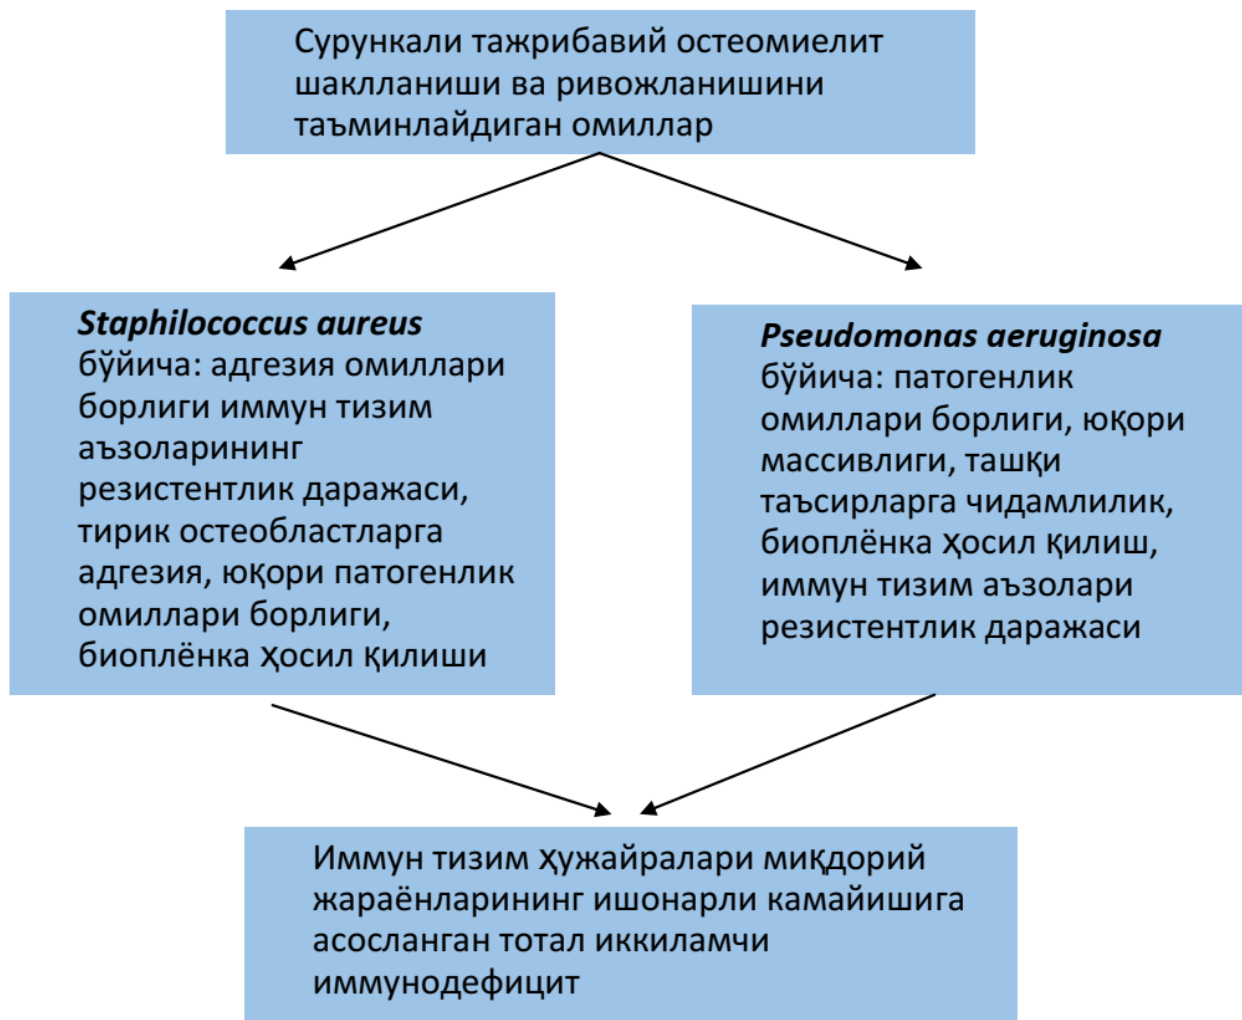 Сурункали тажрибавий остеомиелит
шаклланиши ва ривожланишини
таъминлайдиган омиллар
Staphilococcus aureus
бўйича: адгезия омиллари
борлиги иммун тизим
аъзоларининг
резистентлик даражаси,
тирик остеобластларга
адгезия, юқори патогенлик
омиллари борлиги,
биоплёнка ҳосил қилиши
Pseudomonas aeruginosa
бўйича: патогенлик
омиллари борлиги, юқори
массивлиги, ташқи
таъсирларга чидамлилик,
биоплёнка ҳосил қилиш,
иммун тизим аъзолари
резистентлик даражаси
Иммун тизим ҳужайралари миқдорий
жараёнларининг ишонарли камайишига
асосланган тотал иккиламчи
иммунодефицит